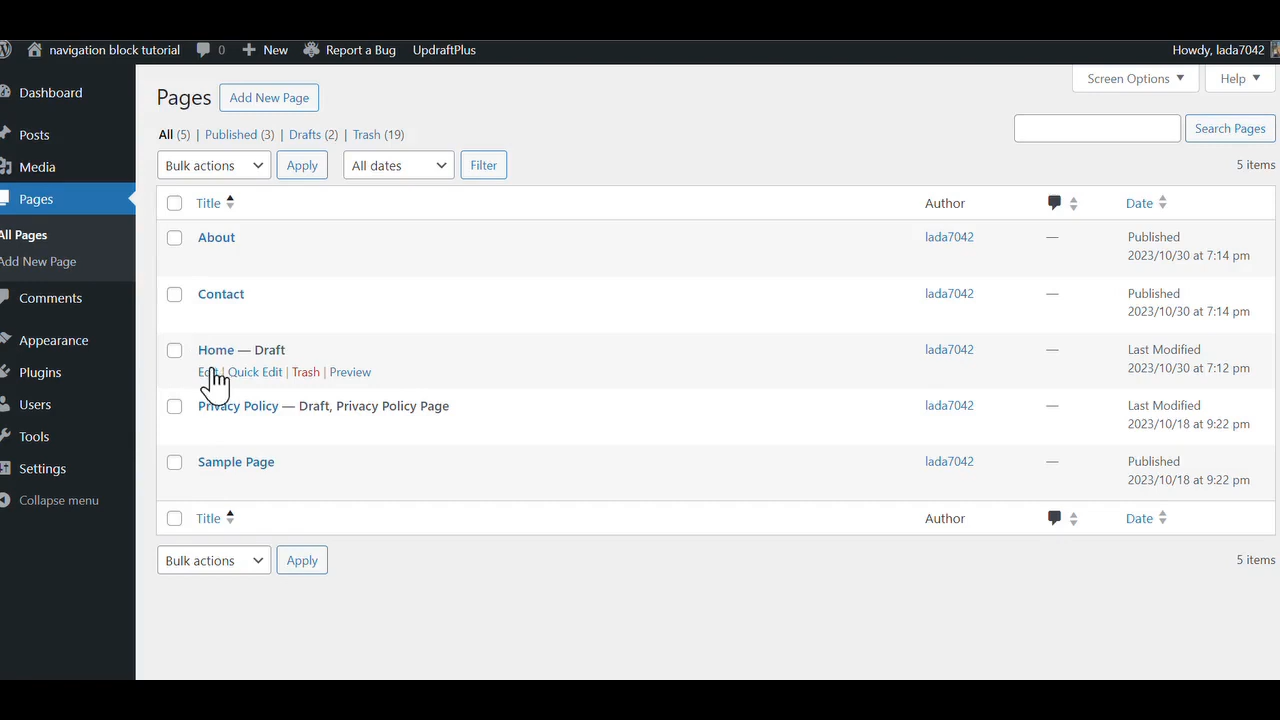 navigation block tutorial 0 New Report a Bug UpdraftPlus Howdy, lada7042
Dashboard
Posts
Media
Pages
All Pages
Add New Page
Comments
Appearance
Plugins
Users
Tools
Settings
Collapse menu
Screen Options Help
Pages Add New Page
All (5) | Published (3) | Drafts (2) | Trash (19)
Search Pages
Bulk actions Apply All dates Filter 5 items
Title Author Date
About lada7042 — Published
2023/10/30 at 7:14 pm
Contact lada7042 — Published
2023/10/30 at 7:14 pm
Home — Draft lada7042 — Last Modified
Edit | Quick Edit | Trash | Preview 2023/10/30 at 7:12 pm
Privacy Policy — Draft, Privacy Policy Page lada7042 — Last Modified
2023/10/18 at 9:22 pm
Sample Page lada7042 — Published
2023/10/18 at 9:22 pm
Title Author Date
Bulk actions Apply 5 items